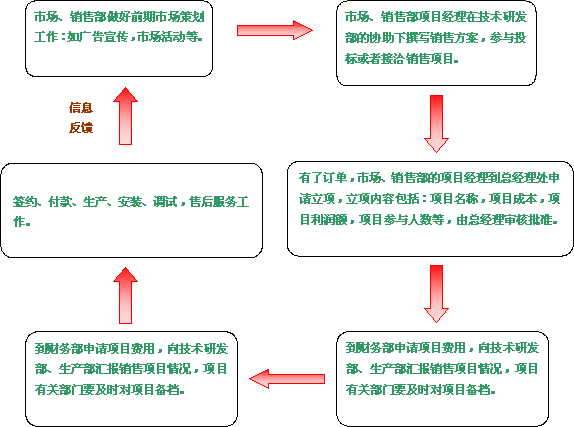 市场、销售部做好前期市场策划
工作：如广告宣传，市场活动等。
市场、销售部项目经理在技术研发
部的协助下撰写销售方案，参与投
标或者接洽销售项目。
有了订单，市场、销售部的项目经理到总经理处申
请立项，立项内容包括：项目名称，项目成本，项
目利润额，项目参与人数等，由总经理审核批准。
到财务部申请项目费用，向技术研发
部、生产部汇报销售项目情况，项目
有关部门要及时对项目备档。
到财务部申请项目费用，向技术研发
部、生产部汇报销售项目情况，项目
有关部门要及时对项目备档。
签约、付款、生产、安装、调试，售后服务工
作。
信息
反馈